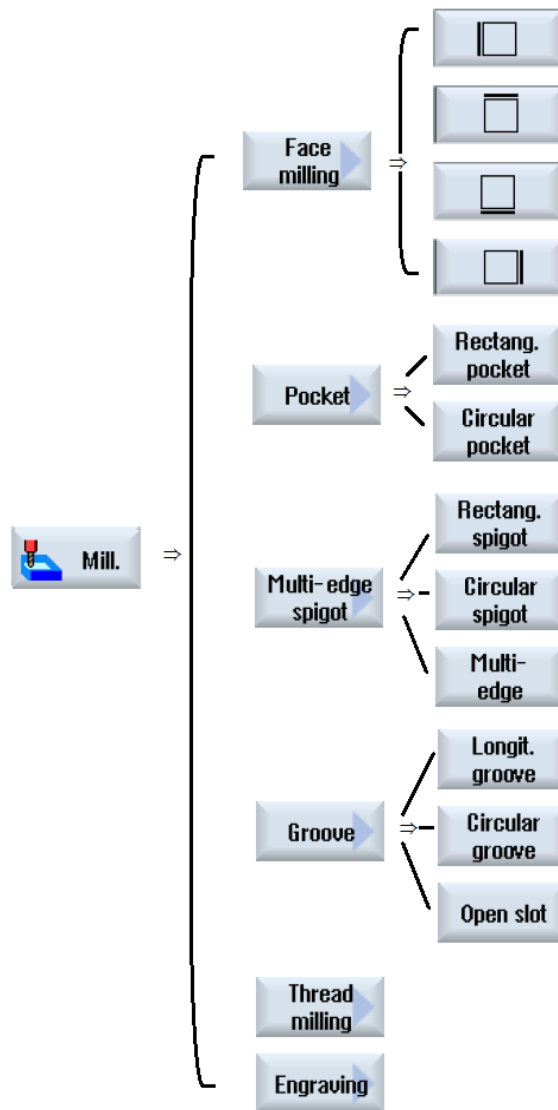 Face
milling
Rectang.
pocket
Pocket
⇒
Circular
pocket
Mill.
⇒
Rectang.
spigot
Multi-edge
spigot
⇒
Circular
spigot
Multi-
edge
Longit.
groove
Groove
⇒
Circular
groove
Open slot
Thread
milling
Engraving